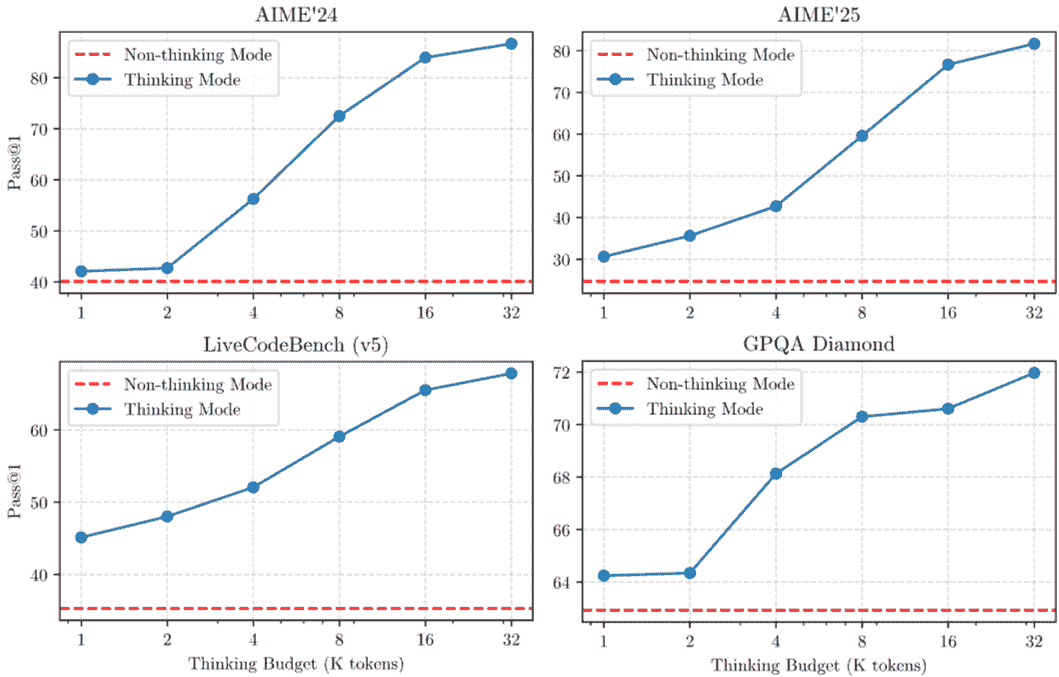 AIME'24
Non-thinking Mode
Thinking Mode
Pass@1
80
70
60
50
40
1 2 4 8 16 32
AIME'25
Non-thinking Mode
Thinking Mode
80
70
60
50
40
30
1 2 4 8 16 32
LiveCodeBench (v5)
Non-thinking Mode
Thinking Mode
Pass@1
60
50
40
1 2 4 8 16 32
Thinking Budget (K tokens)
GPQA Diamond
Non-thinking Mode
Thinking Mode
72
70
68
66
64
1 2 4 8 16 32
Thinking Budget (K tokens)